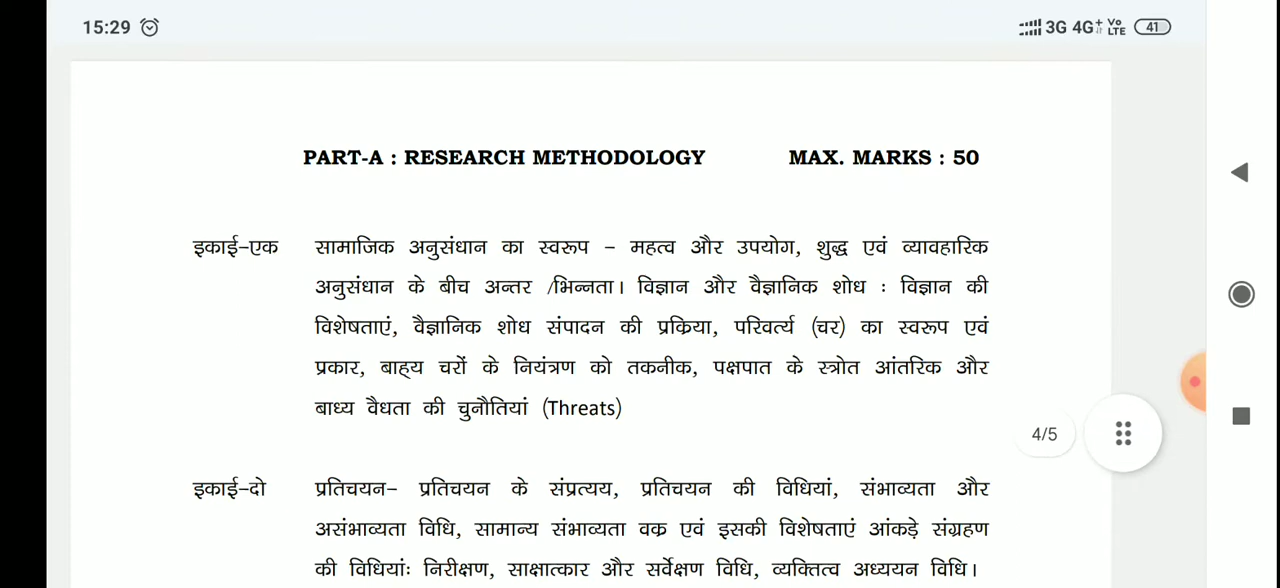 15:29 3G 4G+ Vo LTE 41
PART-A : RESEARCH METHODOLOGY MAX. MARKS : 50
इकाई–एक सामाजिक अनुसंधान का स्वरूप – महत्व और उपयोग, शुद्ध एवं व्यावहारिक
अनुसंधान के बीच अन्तर /भिन्नता। विज्ञान और वैज्ञानिक शोध : विज्ञान की
विशेषताएं, वैज्ञानिक शोध संपादन की प्रक्रिया, परिवर्त्य (चर) का स्वरूप एवं
प्रकार, बाह्य चरों के नियंत्रण को तकनीक, पक्षपात के स्त्रोत आंतरिक और
बाध्य वैधता की चुनौतियां (Threats)
4/5
इकाई–दो प्रतिचयन– प्रतिचयन के संप्रत्यय, प्रतिचयन की विधियां, संभाव्यता और
असंभाव्यता विधि, सामान्य संभाव्यता वक्र एवं इसकी विशेषताएं आंकड़े संग्रहण
की विधियांः निरीक्षण, साक्षात्कार और सर्वेक्षण विधि, व्यक्तित्व अध्ययन विधि।